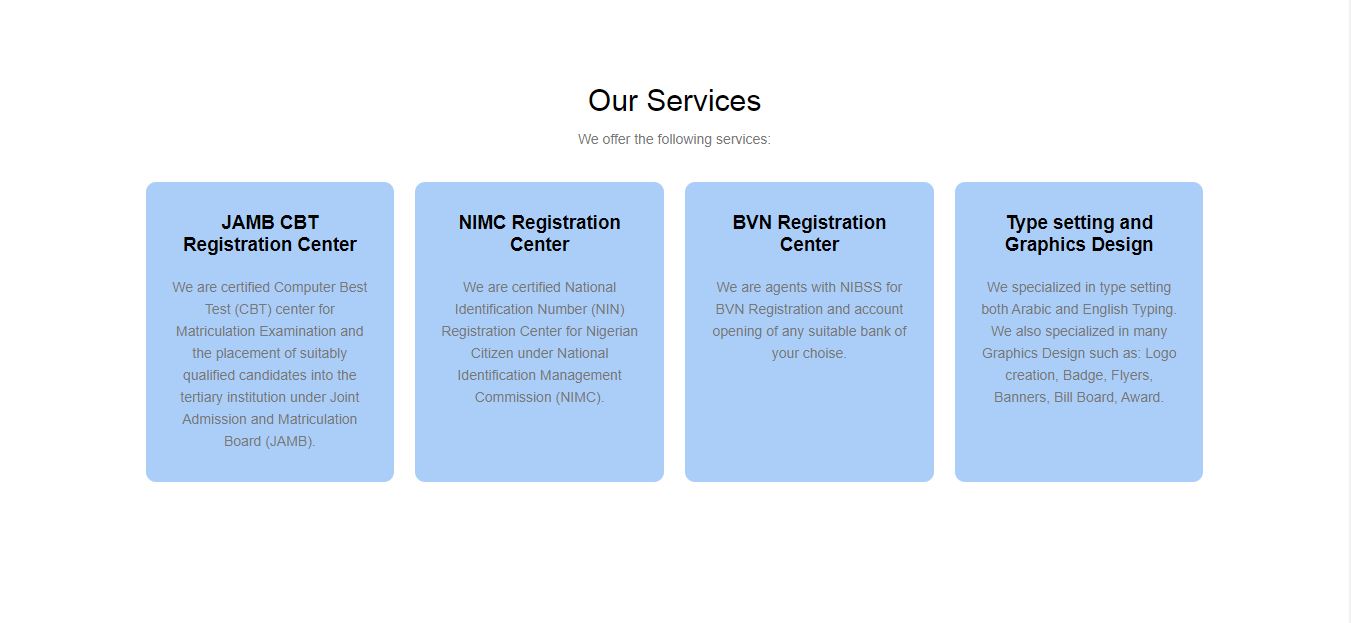 Our Services
We offer the following services:
JAMB CBT
Registration Center
We are certified Computer Best
Test (CBT) center for
Matriculation Examination and
the placement of suitably
qualified candidates into the
tertiary institution under Joint
Admission and Matriculation
Board (JAMB).
NIMC Registration
Center
We are certified National
Identification Number (NIN)
Registration Center for Nigerian
Citizen under National
Identification Management
Commission (NIMC).
BVN Registration
Center
We are agents with NIBSS for
BVN Registration and account
opening of any suitable bank of
your choise.
Type setting and
Graphics Design
We specialized in type setting
both Arabic and English Typing.
We also specialized in many
Graphics Design such as: Logo
creation, Badge, Flyers,
Banners, Bill Board, Award.